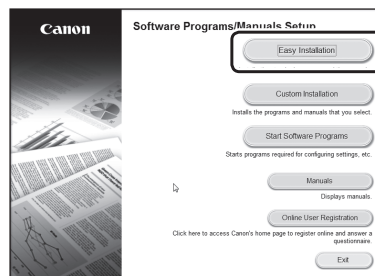 Canon
Software Programs/Manuals Setup
Easy Installation
Custom Installation
Installs the programs and manuals that you select.
Start Software Programs
Starts programs required for configuring settings, etc.
Manuals
Displays manuals.
Online User Registration
Click here to access Canon's home page to register online and answer a
questionnaire.
Exit